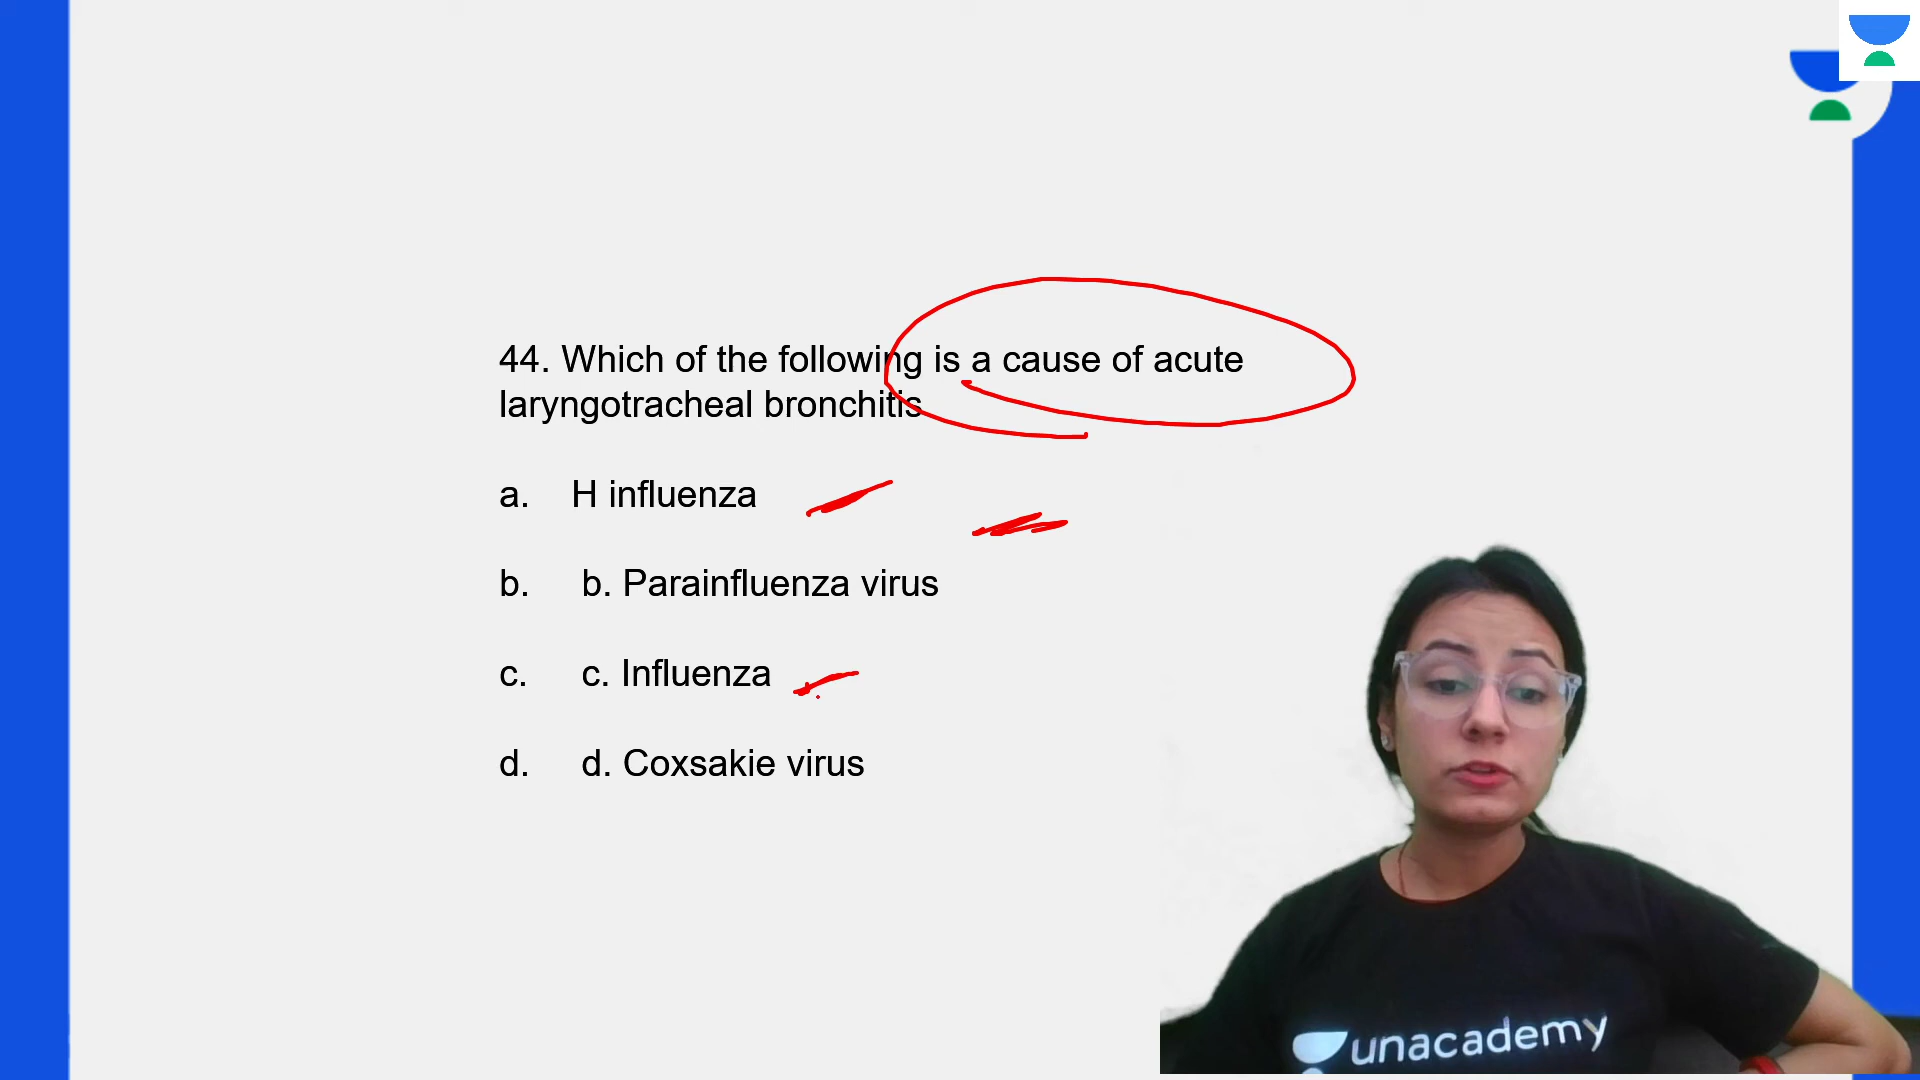 44. Which of the following is a cause of acute
laryngotracheal bronchitis
a. H influenza
b. b. Parainfluenza virus
c. c. Influenza
d. d. Coxsakie virus
unacademy